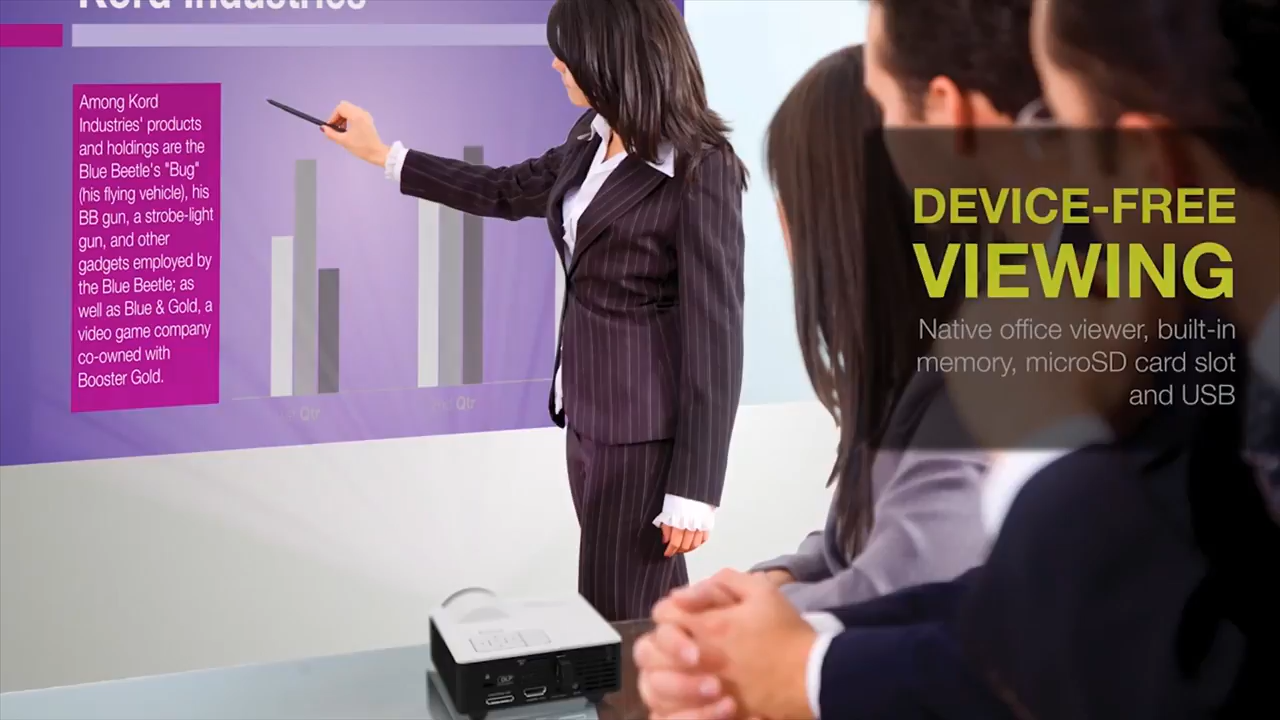 Kord Industries
Among Kord
Industries' products
and holdings are the
Blue Beetle's "Bug"
(his flying vehicle), his
BB gun, a strobe-light
gun, and other
gadgets employed by
the Blue Beetle; as
well as Blue & Gold, a
video game company
co-owned with
Booster Gold.
Qtr
Qtr
DEVICE-FREE
VIEWING
Native office viewer, built-in
memory, microSD card slot
and USB
DLP